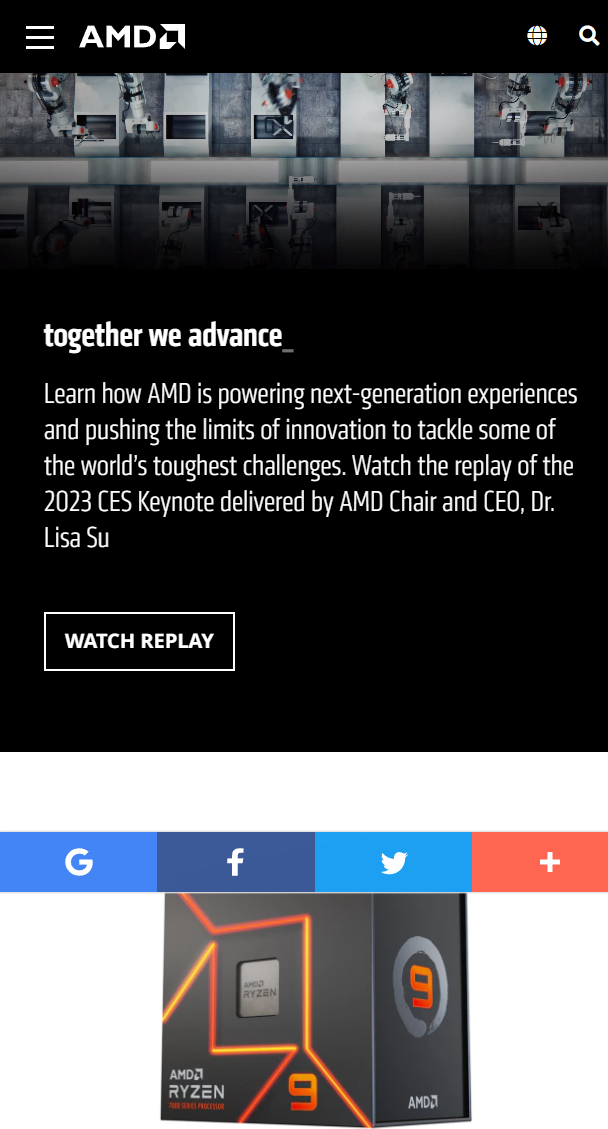 AMD
together we advance_
Learn how AMD is powering next-generation experiences
and pushing the limits of innovation to tackle some of
the world's toughest challenges. Watch the replay of the
2023 CES Keynote delivered by AMD Chair and CEO, Dr.
Lisa Su
WATCH REPLAY
AMD
RYZEN
9
AMD
RYZEN
7000 SERIES PROCESSOR
9
AMD